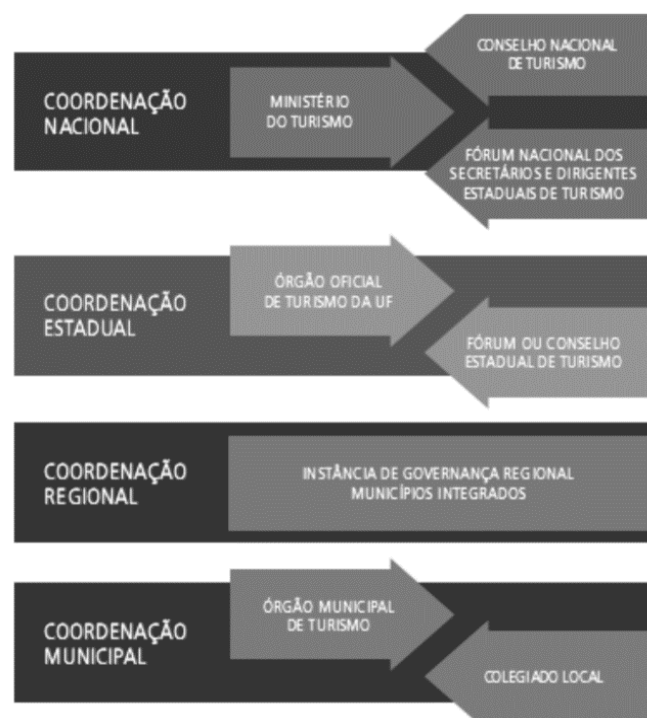 COORDENAÇÃO
NACIONAL
MINISTÉRIO
DO TURISMO
CONSELHO NACIONAL
DE TURISMO
FÓRUM NACIONAL DOS
SECRETÁRIOS E DIRIGENTES
ESTADUAIS DE TURISMO
COORDENAÇÃO
ESTADUAL
ÓRGÃO OFICIAL
DE TURISMO DA UF
FÓRUM OU CONSELHO
ESTADUAL DE TURISMO
COORDENAÇÃO
REGIONAL
INSTÂNCIA DE GOVERNANÇA REGIONAL
MUNICÍPIOS INTEGRADOS
COORDENAÇÃO
MUNICIPAL
ÓRGÃO MUNICIPAL
DE TURISMO
COLEGIADO LOCAL